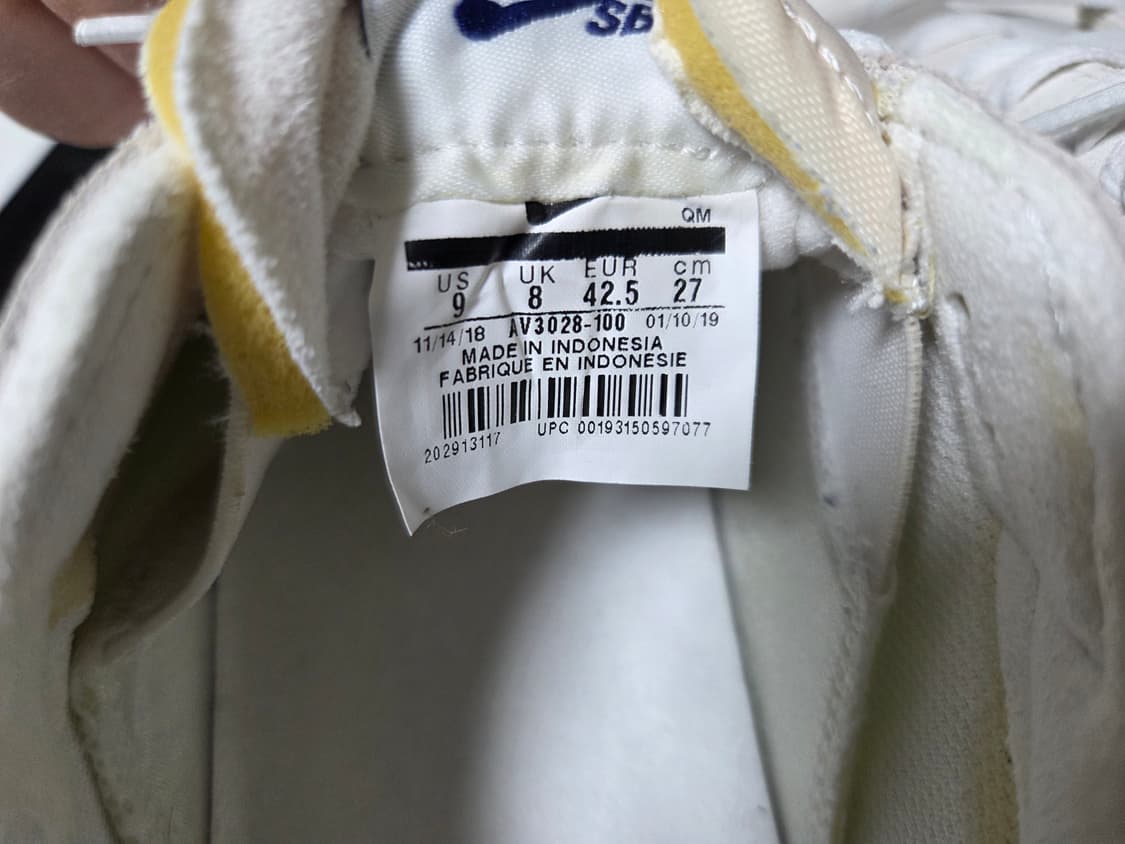 SB
QM
US UK EUR cm
9 8 42.5 27
11/14/18 AV3028-100 01/10/19
MADE IN INDONESIA
FABRIQUE EN INDONESIE
202913117 UPC 00193150597077